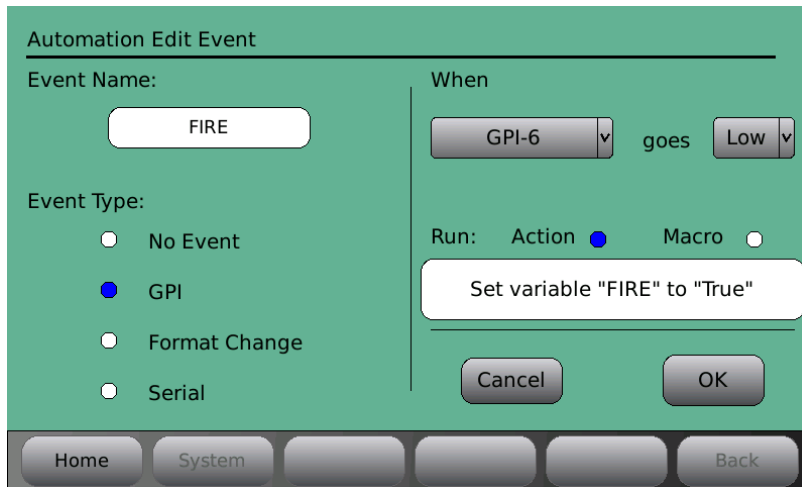 Automation Edit Event
Event Name:
FIRE
Event Type:
No Event
GPI
Format Change
Serial
When
GPI-6
goes
Low
Run: Action Macro
Set variable "FIRE" to "True"
Cancel
OK
Home
System
Back